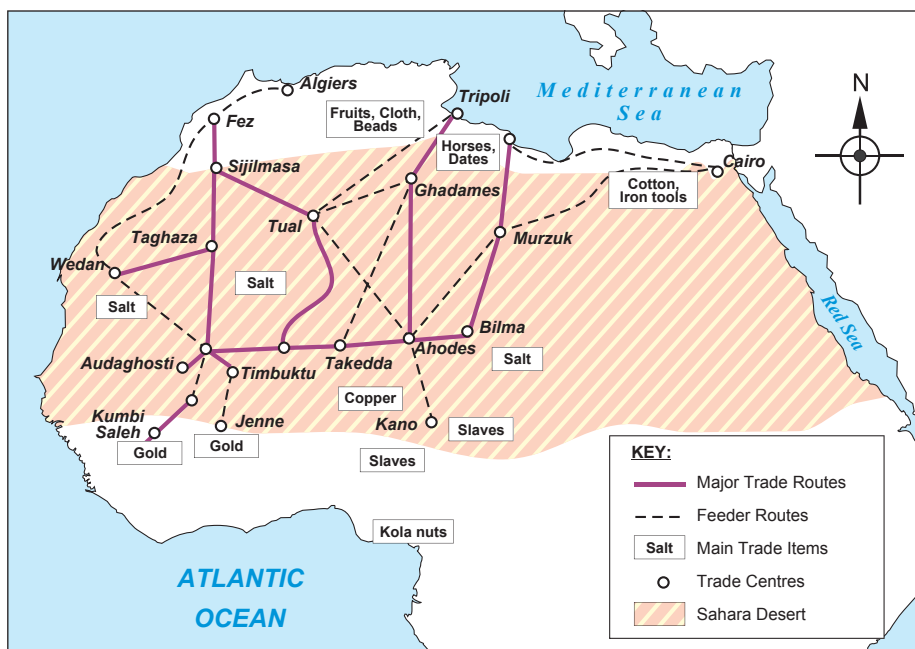 Algiers
Tripoli
Mediterranean
Sea
N
Fruits, Cloth,
Beads
Fez
Horses,
Dates
Cairo
Sijilmasa
Ghadames
Cotton,
Iron tools
Tual
Murzuk
Taghaza
Wedan
Salt
Salt
Red Sea
Bilma
Ahodes
Salt
Takedda
Audaghosti
Timbuktu
Copper
Kumbi
Saleh
Jenne
Kano
Slaves
Gold
Gold
Slaves
Kola nuts
ATLANTIC
OCEAN
KEY:
Major Trade Routes
Feeder Routes
Salt Main Trade Items
Trade Centres
Sahara Desert